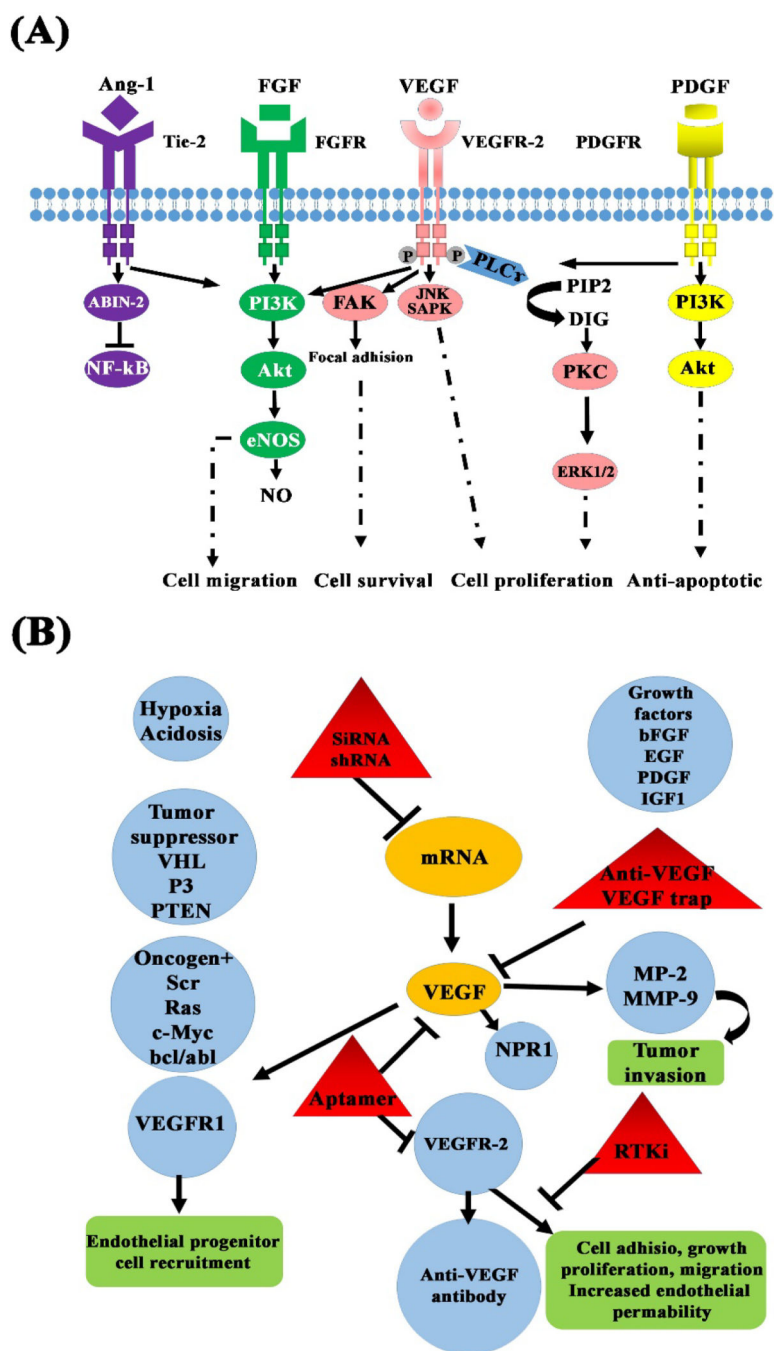 (A)
Ang-1
FGF
VEGF
PDGF
Tie-2
FGFR
VEGFR-2
PDGFR
P
P
PLCɤ
ABIN-2
PI3K
FAK
JNK
SAPK
PIP2
DIG
PI3K
NF-kB
Akt
Focal adhision
PKC
Akt
eNOS
NO
ERK1/2
Cell migration
Cell survival
Cell proliferation
Anti-apoptotic
(B)
Hypoxia
Acidosis
SiRNA
shRNA
Growth
factors
bFGF
EGF
PDGF
IGF1
Tumor
suppressor
VHL
P3
PTEN
mRNA
Anti-VEGF
VEGF trap
Oncogen+
Scr
Ras
c-Myc
bcl/abl
VEGF
MP-2
MMP-9
NPR1
Tumor
invasion
VEGFR1
Aptamer
VEGFR-2
RTKi
Endothelial progenitor
cell recruitment
Anti-VEGF
antibody
Cell adhisio, growth
proliferation, migration
Increased endothelial
permability